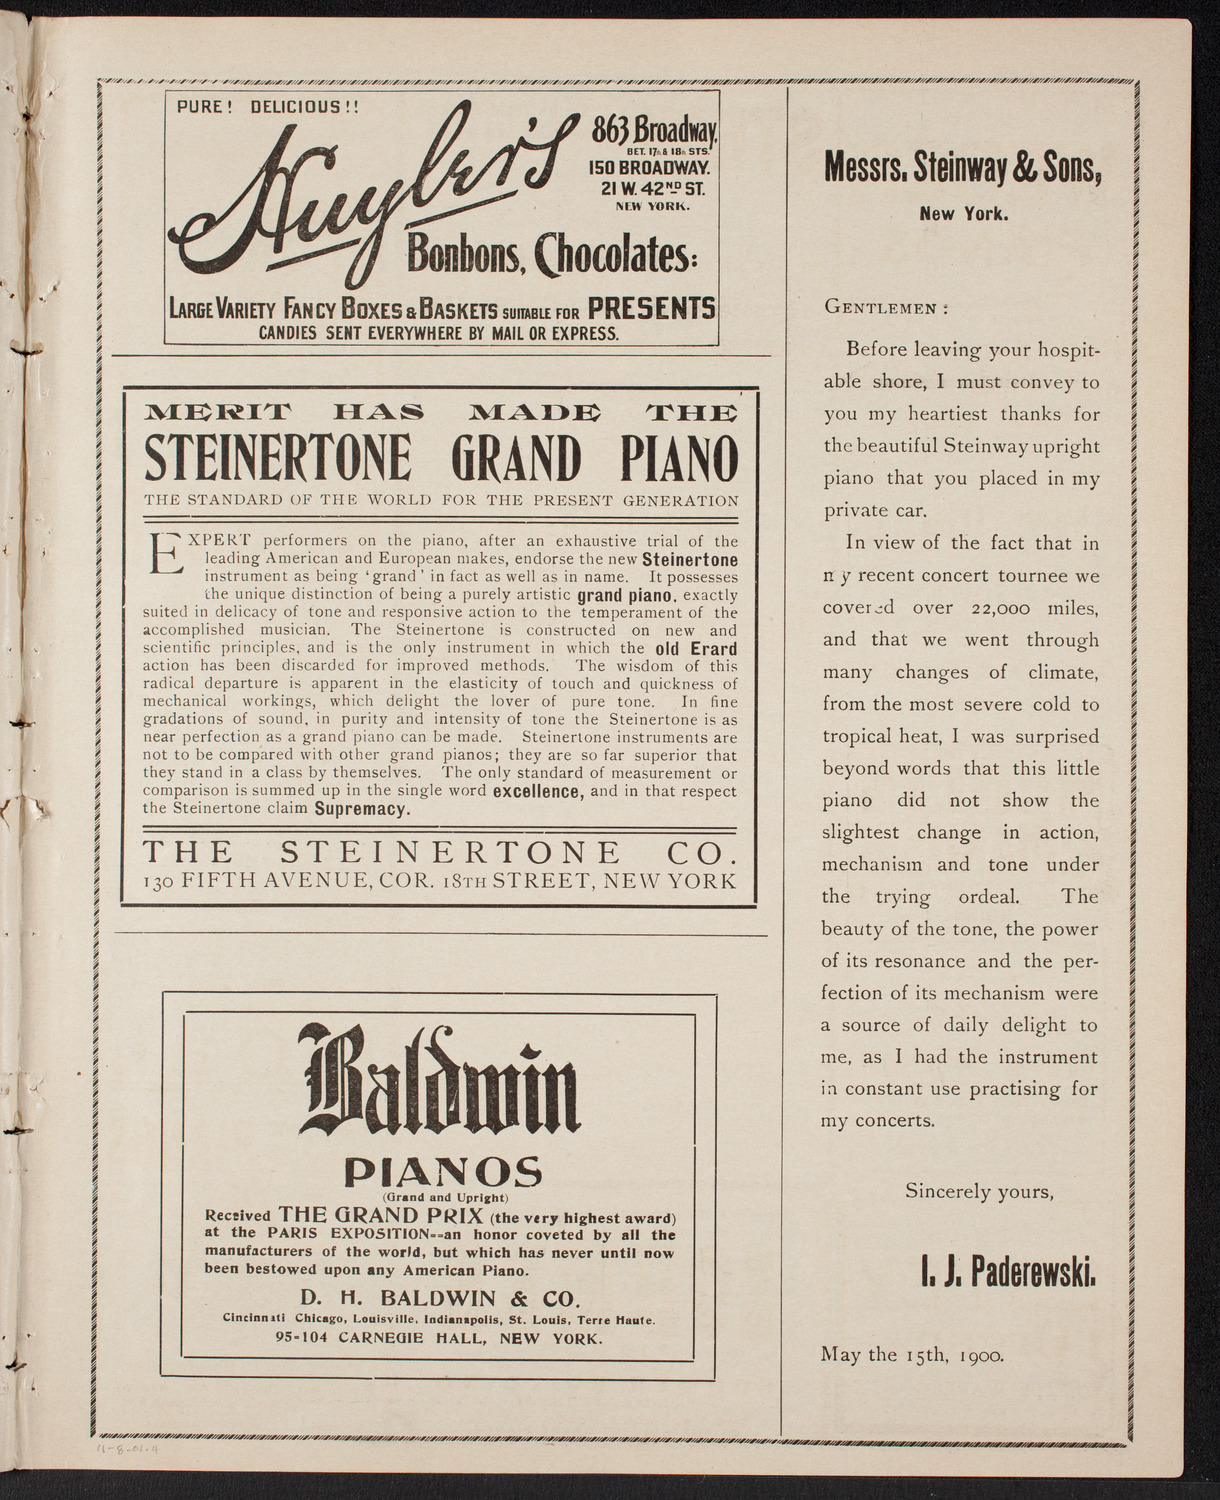 PURE! DELICIOUS!!
Huyler's
863 Broadway,
BET. 17th & 18th STS.
150 BROADWAY.
21 W. 42ND ST.
NEW YORK.
Bonbons, Chocolates:
LARGE VARIETY FANCY BOXES & BASKETS SUITABLE FOR PRESENTS
CANDIES SENT EVERYWHERE BY MAIL OR EXPRESS.
MERIT HAS MADE THE
STEINERTONE GRAND PIANO
THE STANDARD OF THE WORLD FOR THE PRESENT GENERATION
EXPERT performers on the piano, after an exhaustive trial of the
leading American and European makes, endorse the new Steinertone
instrument as being ‘grand’ in fact as well as in name. It possesses
the unique distinction of being a purely artistic grand piano, exactly
suited in delicacy of tone and responsive action to the temperament of the
accomplished musician. The Steinertone is constructed on new and
scientific principles, and is the only instrument in which the old Erard
action has been discarded for improved methods. The wisdom of this
radical departure is apparent in the elasticity of touch and quickness of
mechanical workings, which delight the lover of pure tone. In fine
gradations of sound, in purity and intensity of tone the Steinertone is as
near perfection as a grand piano can be made. Steinertone instruments are
not to be compared with other grand pianos; they are so far superior that
they stand in a class by themselves. The only standard of measurement or
comparison is summed up in the single word excellence, and in that respect
the Steinertone claim Supremacy.
THE STEINERTONE CO.
130 FIFTH AVENUE, COR. 18TH STREET, NEW YORK
Baldwin
PIANOS
(Grand and Upright)
Received THE GRAND PRIX (the very highest award)
at the PARIS EXPOSITION--an honor coveted by all the
manufacturers of the world, but which has never until now
been bestowed upon any American Piano.
D. H. BALDWIN & CO.
Cincinnati Chicago, Louisville, Indianapolis, St. Louis, Terre Haute.
95-104 CARNEGIE HALL, NEW YORK.
Messrs. Steinway & Sons,
New York.
GENTLEMEN:
Before leaving your hospit-
able shore, I must convey to
you my heartiest thanks for
the beautiful Steinway upright
piano that you placed in my
private car.
In view of the fact that in
my recent concert tournee we
covered over 22,000 miles,
and that we went through
many changes of climate,
from the most severe cold to
tropical heat, I was surprised
beyond words that this little
piano did not show the
slightest change in action,
mechanism and tone under
the trying ordeal. The
beauty of the tone, the power
of its resonance and the per-
fection of its mechanism were
a source of daily delight to
me, as I had the instrument
in constant use practising for
my concerts.
Sincerely yours,
I. J. Paderewski.
May the 15th, 1900.
11-8-01-4